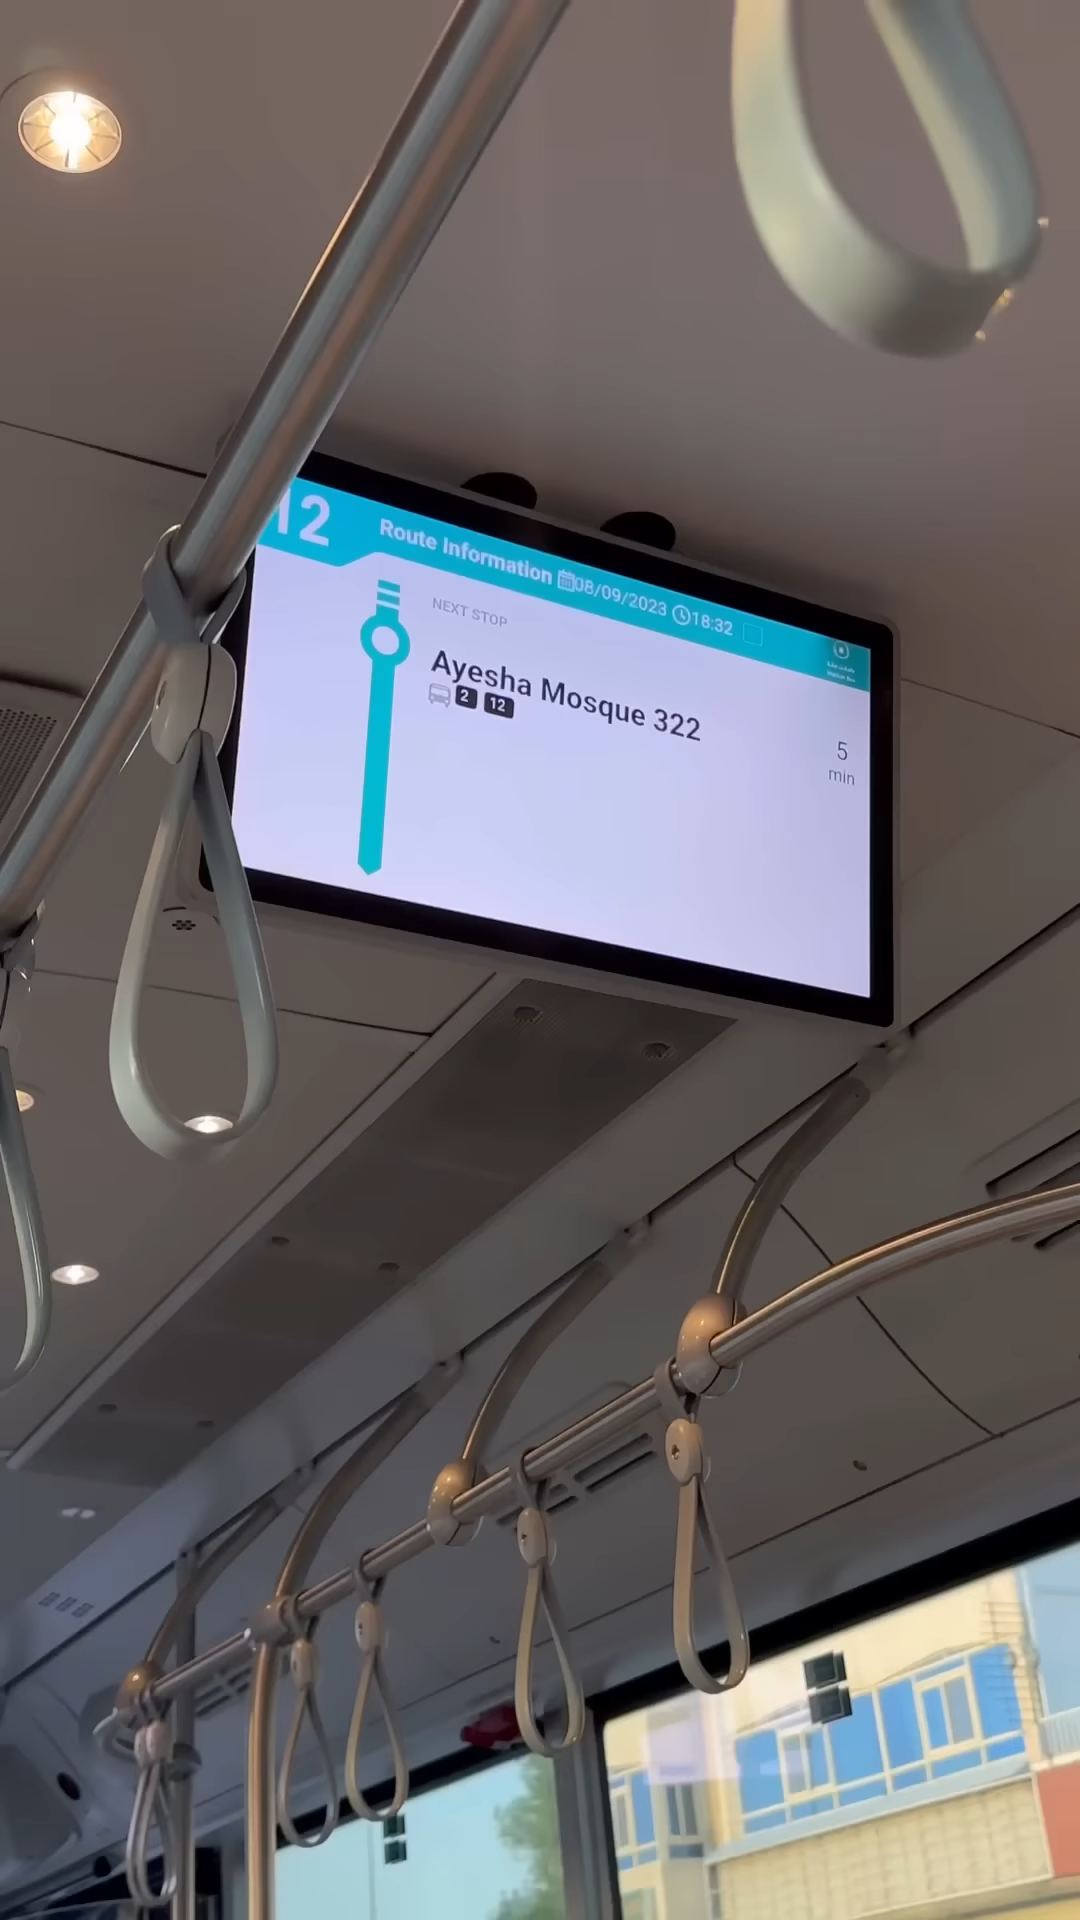 12
Route Information 08/09/2023 18:32
NEXT STOP
Ayesha Mosque 322
2 12
5
min